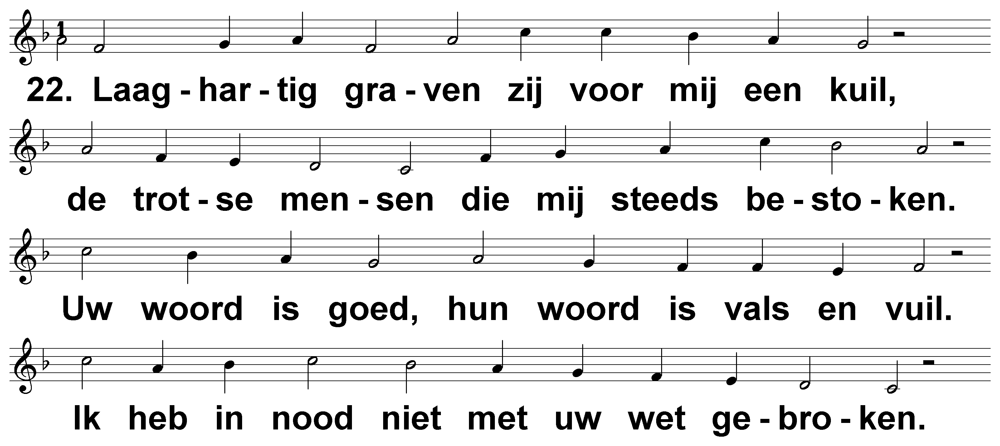 1
22. Laag - har - tig gra - ven zij voor mij een kuil,
de trot - se men - sen die mij steeds be - sto - ken.
Uw woord is goed, hun woord is vals en vuil.
Ik heb in nood niet met uw wet ge - bro - ken.